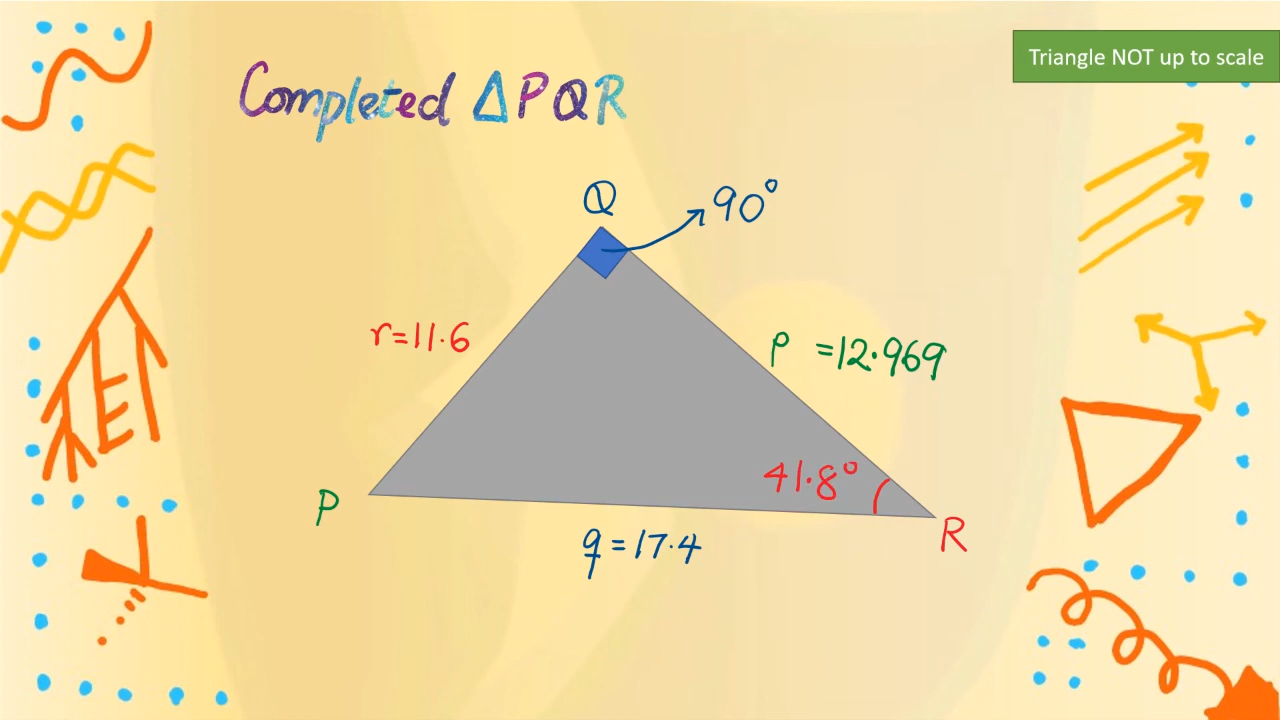 Triangle NOT up to scale
Completed ΔPQR
Q
90°
r=11.6
p =12.969
41.8°
P
R
q=17.4